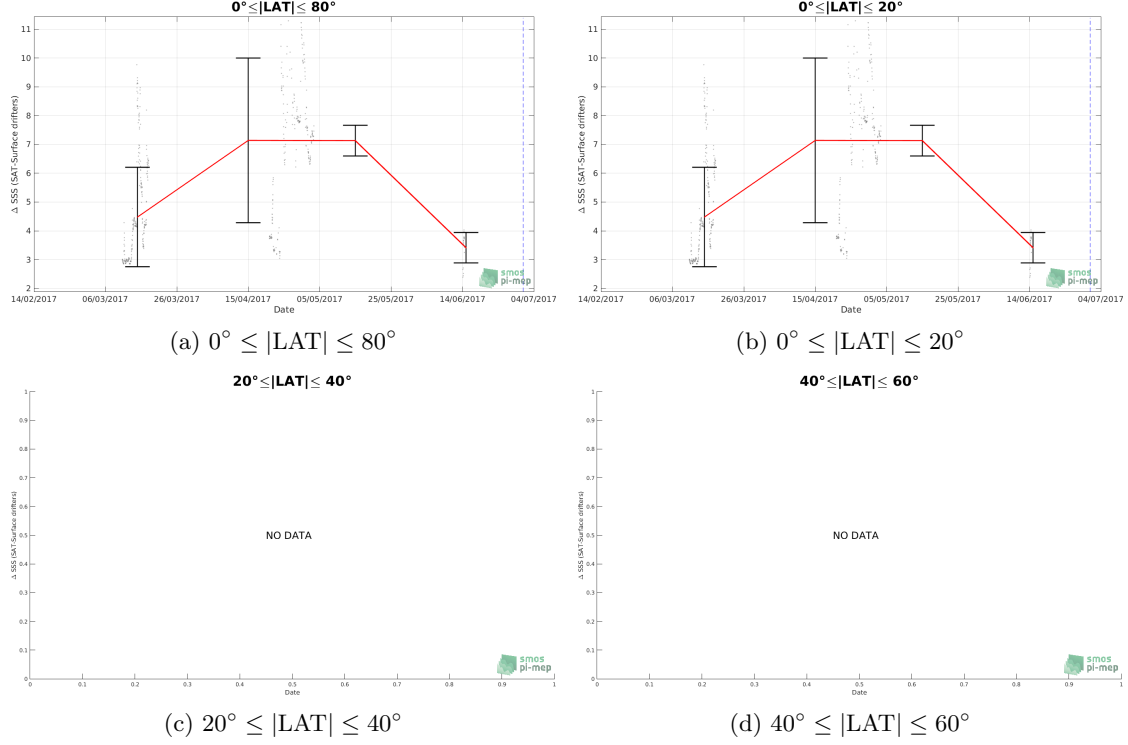 0°≤|LAT|≤ 80°
Δ SSS (SAT-Surface drifters)
11
10
9
8
7
6
5
4
3
2
14/02/2017 06/03/2017 26/03/2017 15/04/2017 05/05/2017 25/05/2017 14/06/2017 04/07/2017
Date
smos
pi-mep
(a) 0° ≤ |LAT| ≤ 80°
0°≤|LAT|≤ 20°
Δ SSS (SAT-Surface drifters)
11
10
9
8
7
6
5
4
3
2
14/02/2017 06/03/2017 26/03/2017 15/04/2017 05/05/2017 25/05/2017 14/06/2017 04/07/2017
Date
smos
pi-mep
(b) 0° ≤ |LAT| ≤ 20°
20°≤|LAT|≤ 40°
Δ SSS (SAT-Surface drifters)
1
0.9
0.8
0.7
0.6
0.5
0.4
0.3
0.2
0.1
0
NO DATA
0 0.1 0.2 0.3 0.4 0.5 0.6 0.7 0.8 0.9 1
Date
smos
pi-mep
(c) 20° ≤ |LAT| ≤ 40°
40°≤|LAT|≤ 60°
Δ SSS (SAT-Surface drifters)
1
0.9
0.8
0.7
0.6
0.5
0.4
0.3
0.2
0.1
0
NO DATA
0 0.1 0.2 0.3 0.4 0.5 0.6 0.7 0.8 0.9 1
Date
smos
pi-mep
(d) 40° ≤ |LAT| ≤ 60°